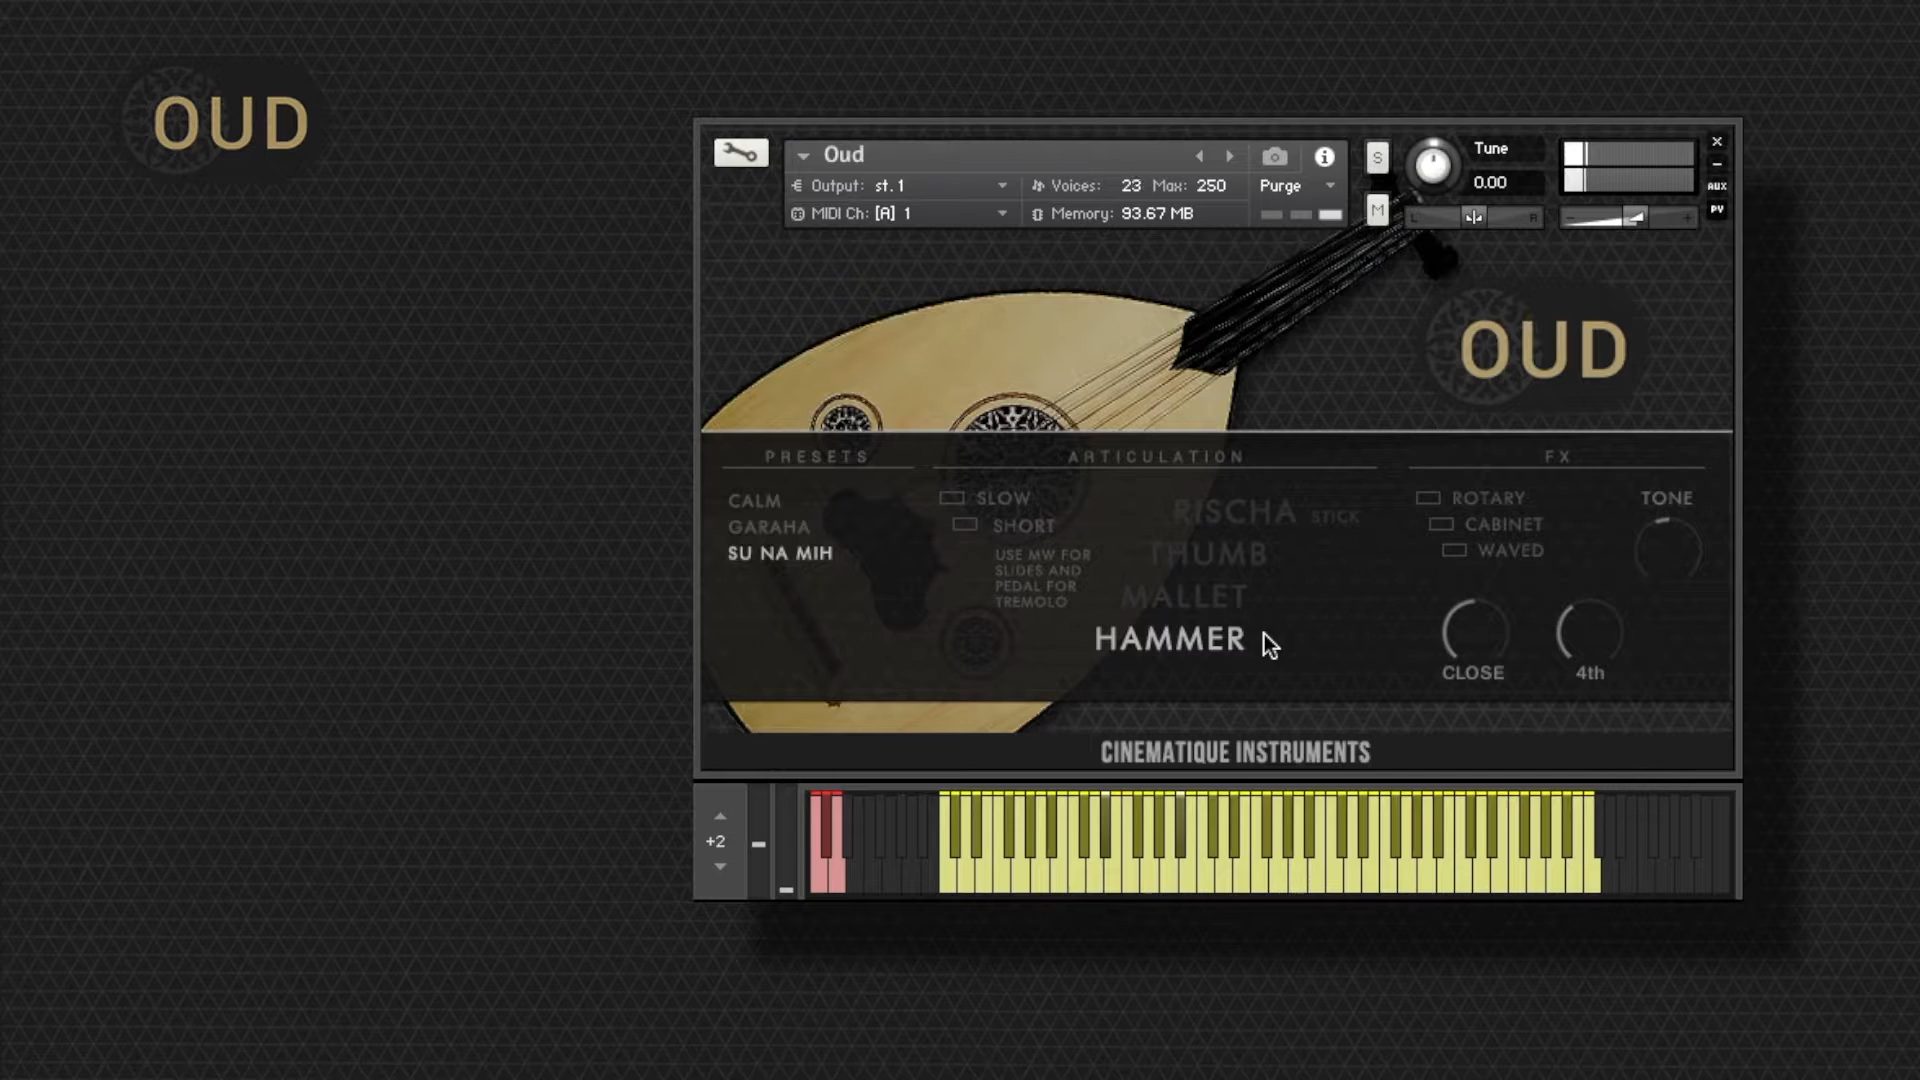 OUD
Oud
Output: st.1
Voices: 23 Max: 250
Purge
MIDI Ch: [A] 1
Memory: 93.67 MB
S
M
Tune
0.00
L
R
AUX
PV
OUD
PRESETS
CALM
GARAHA
SU NA MIH
ARTICULATION
SLOW
SHORT
USE MW FOR
SLIDES AND
PEDAL FOR
TREMOLO
RISCHA STICK
THUMB
MALLET
HAMMER
FX
ROTARY
CABINET
WAVED
TONE
CLOSE
4th
CINEMATIQUE INSTRUMENTS
+2